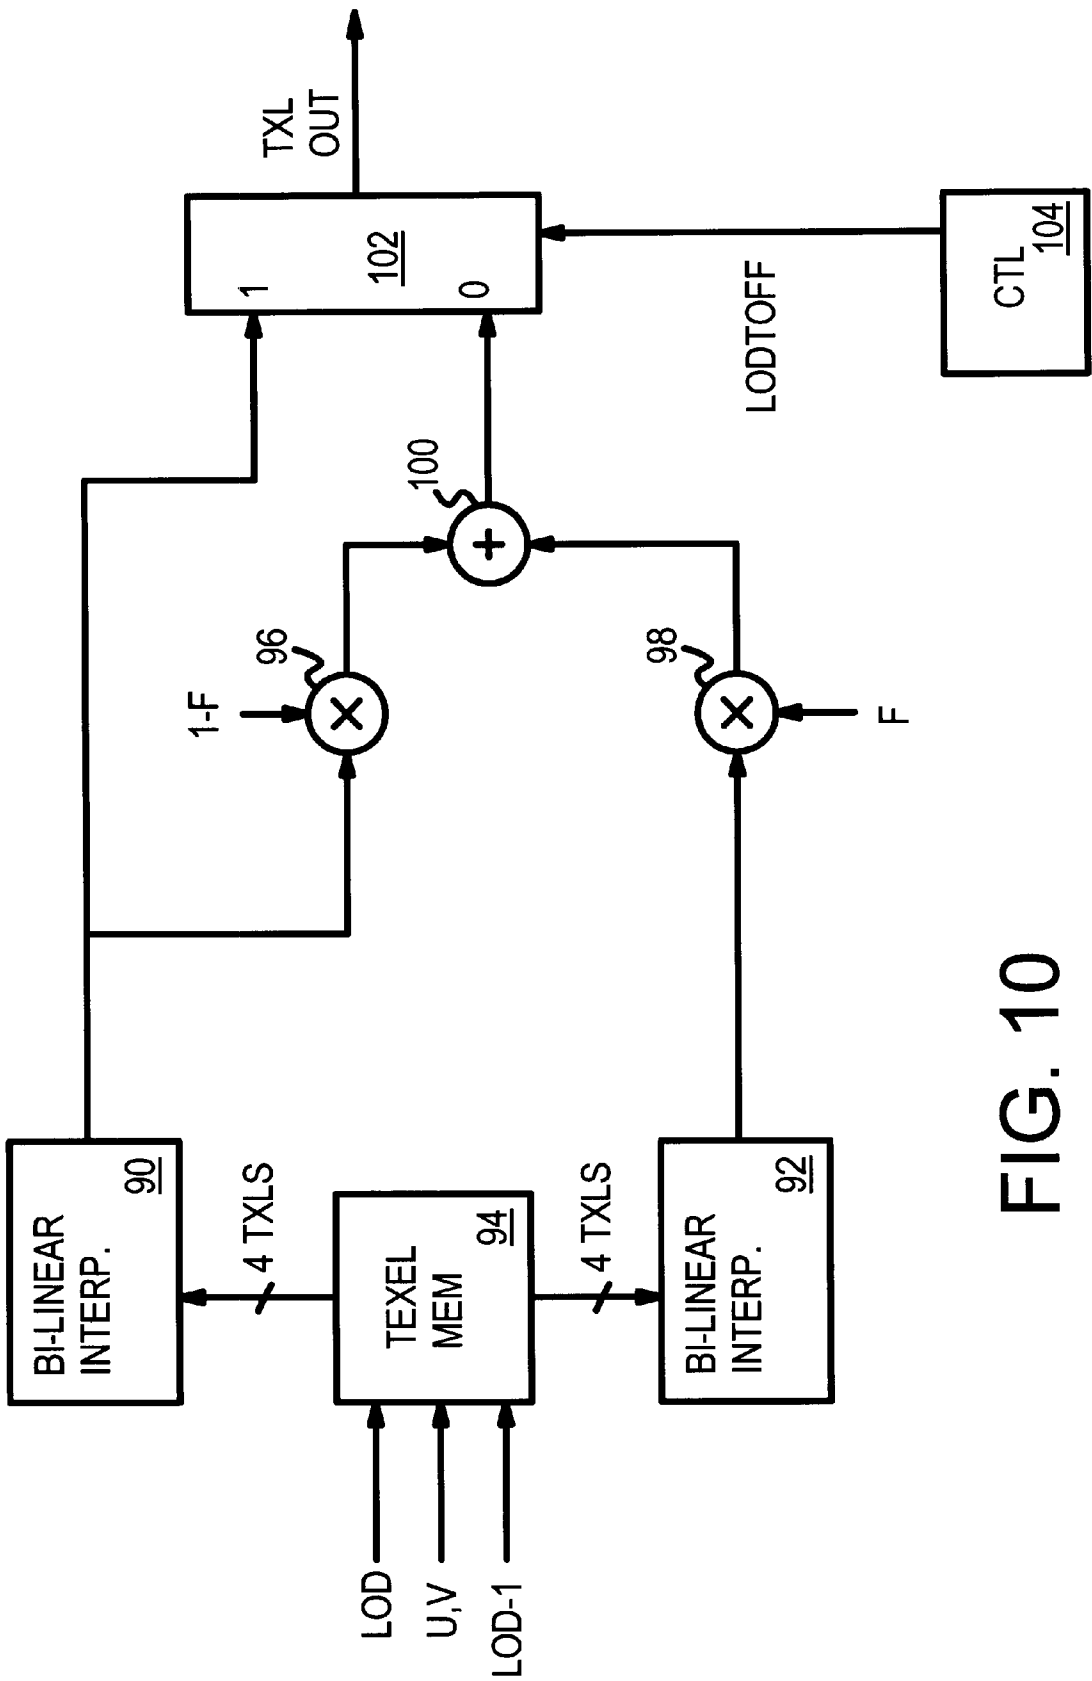 BI-LINEAR
INTERP.
90
4 TXLS
LOD
U,V
LOD-1
TEXEL
MEM
94
4 TXLS
BI-LINEAR
INTERP.
92
1-F
96
×
98
×
F
100
+
1
102
0
TXL
OUT
LODTOFF
CTL
104
FIG. 10